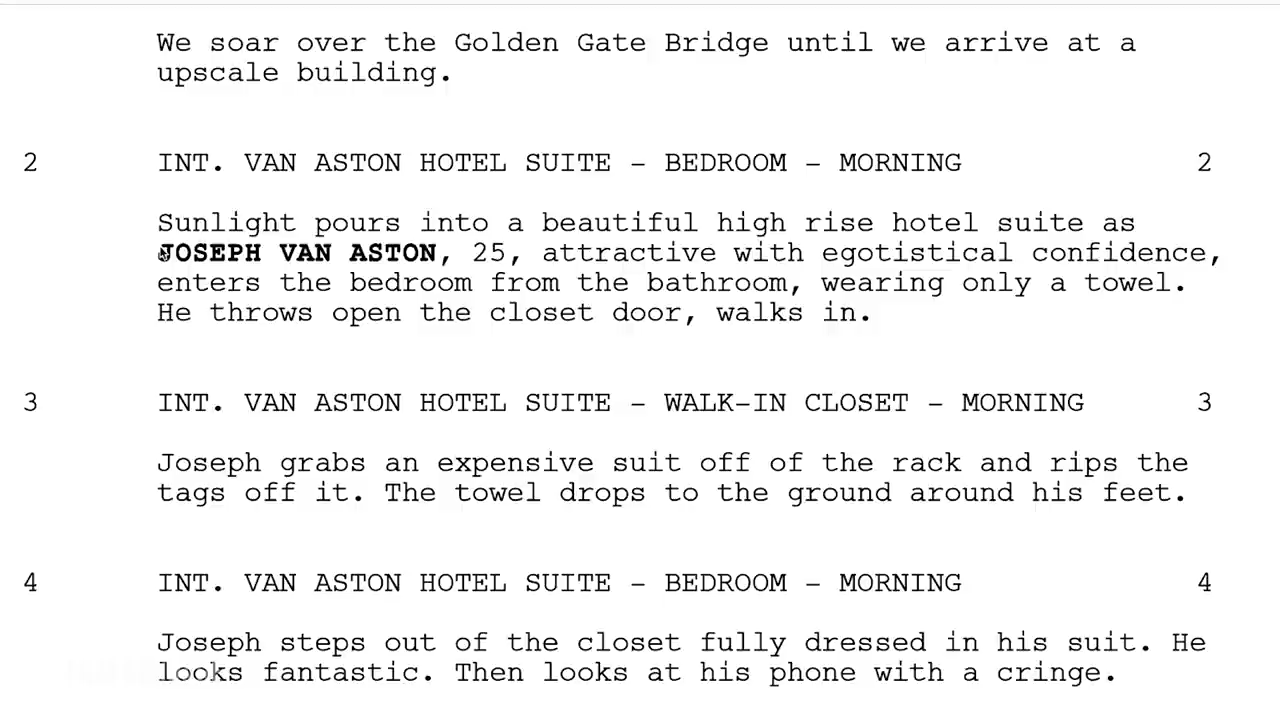 We soar over the Golden Gate Bridge until we arrive at a
upscale building.
2 INT. VAN ASTON HOTEL SUITE – BEDROOM – MORNING 2
Sunlight pours into a beautiful high rise hotel suite as
JOSEPH VAN ASTON, 25, attractive with egotistical confidence,
enters the bedroom from the bathroom, wearing only a towel.
He throws open the closet door, walks in.
3 INT. VAN ASTON HOTEL SUITE – WALK–IN CLOSET – MORNING 3
Joseph grabs an expensive suit off of the rack and rips the
tags off it. The towel drops to the ground around his feet.
4 INT. VAN ASTON HOTEL SUITE – BEDROOM – MORNING 4
Joseph steps out of the closet fully dressed in his suit. He
looks fantastic. Then looks at his phone with a cringe.